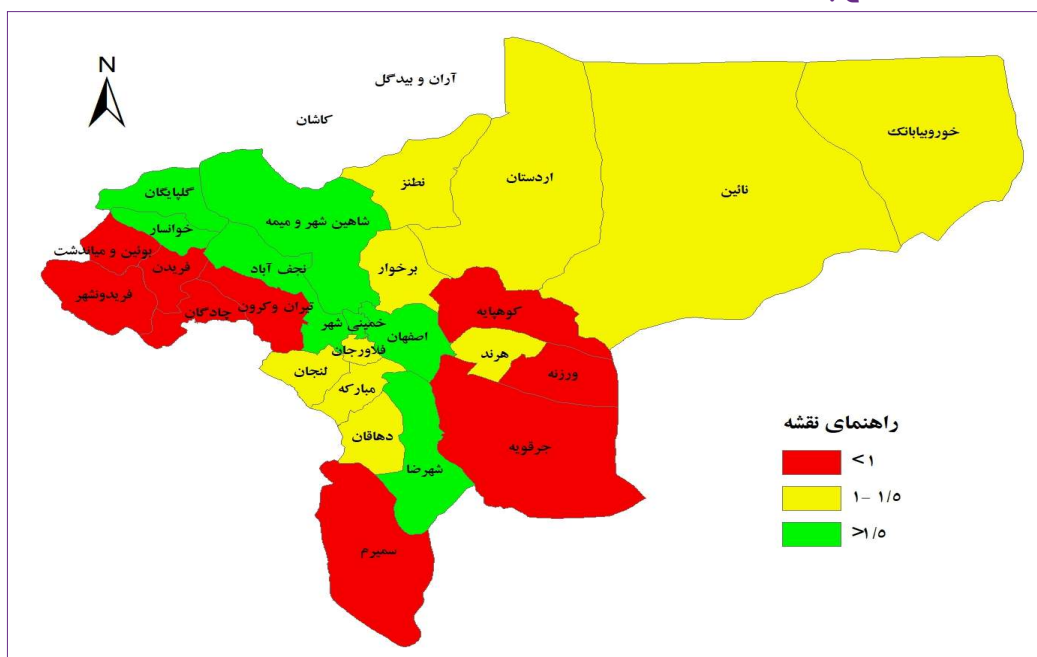 N
آران و بیدگل
کاشان
خوروبیابانک
نائین
اردستان
نطنز
گلپایگان
شاهین شهر و میمه
خوانسار
بوئین و میاندشت
برخوار
نجف آباد
فریدن
فریدونشهر
تیران وکرون
چادگان
کوهپایه
خمینی شهر
اصفهان
فلاورجان
هرند
لنجان
ورزنه
مبارکه
دهاقان
جرقویه
شهرضا
سمیرم
راهنمای نقشه
<۱
۱ – ۱/۵
>۱/۵